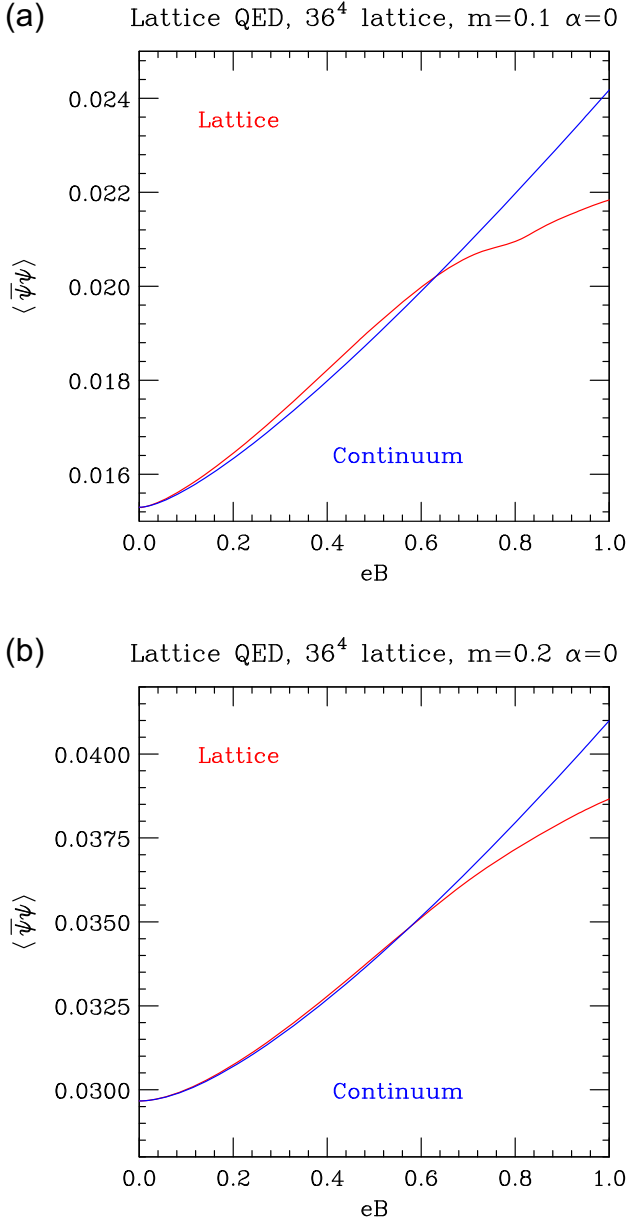 (a) Lattice QED, 36⁴ lattice, m=0.1 α=0
0.024
Lattice
0.022
0.020
⟨ψ̄ψ⟩
0.018
Continuum
0.016
0.0 0.2 0.4 0.6 0.8 1.0
eB
(b) Lattice QED, 36⁴ lattice, m=0.2 α=0
0.0400
Lattice
0.0375
0.0350
⟨ψ̄ψ⟩
0.0325
0.0300
Continuum
0.0 0.2 0.4 0.6 0.8 1.0
eB